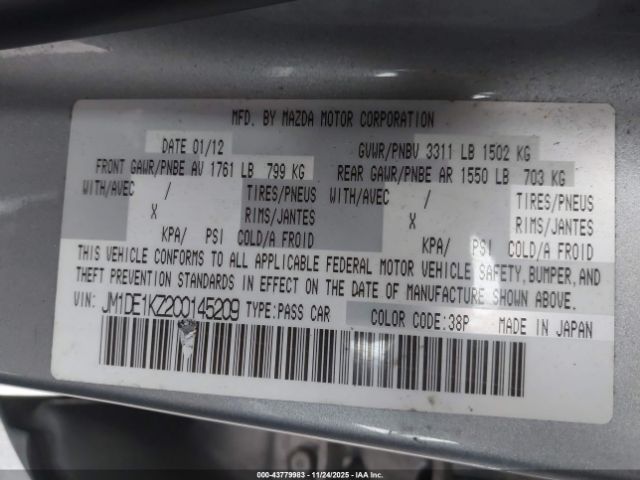 MFD. BY MAZDA MOTOR CORPORATION
DATE 01/12 GVWR/PNBV 3311 LB 1502 KG
FRONT GAWR/PNBE AV 1761 LB 799 KG REAR GAWR/PNBE AR 1550 LB 703 KG
WITH/AVEC / TIRES/PNEUS WITH/AVEC / TIRES/PNEUS
X RIMS/JANTES X RIMS/JANTES
KPA/ PSI COLD/A FROID KPA/ PSI COLD/A FROID
THIS VEHICLE CONFORMS TO ALL APPLICABLE FEDERAL MOTOR VEHICLE SAFETY, BUMPER, AND
THEFT PREVENTION STANDARDS IN EFFECT ON THE DATE OF MANUFACTURE SHOWN ABOVE.
VIN: JM1DE1KZ2C0145209 TYPE:PASS CAR COLOR CODE:38P MADE IN JAPAN
000-43779983 - 11/24/2025 - IAAI.COM